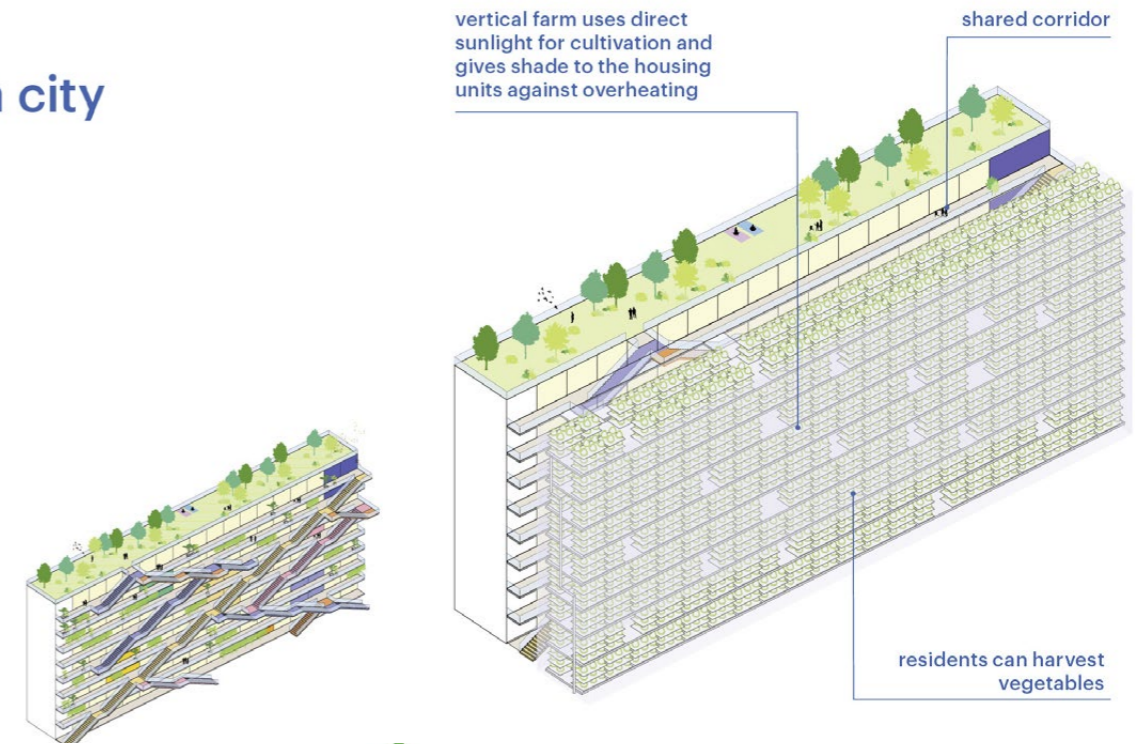 city
vertical farm uses direct
sunlight for cultivation and
gives shade to the housing
units against overheating
shared corridor
residents can harvest
vegetables